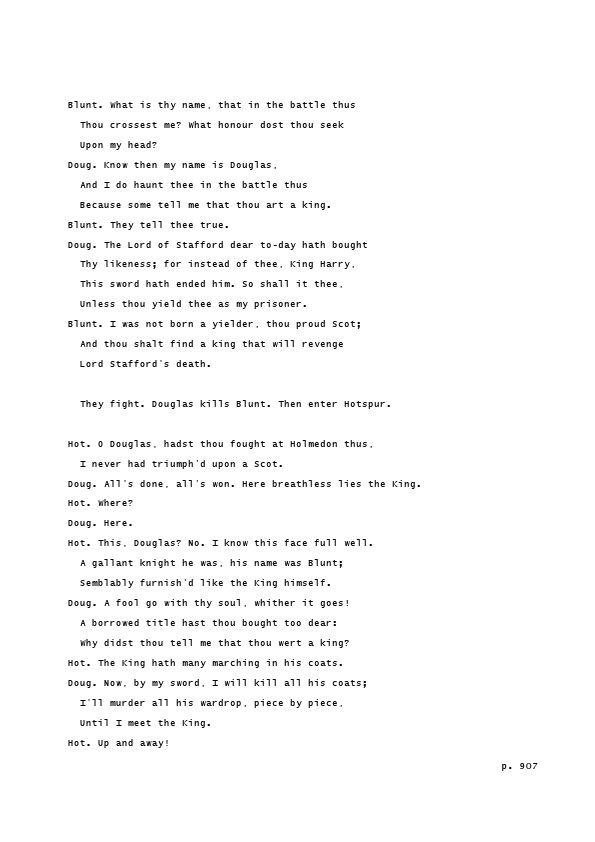 Blunt. What is thy name, that in the battle thus
Thou crossest me? What honour dost thou seek
Upon my head?
Doug. Know then my name is Douglas,
And I do haunt thee in the battle thus
Because some tell me that thou art a king.
Blunt. They tell thee true.
Doug. The Lord of Stafford dear to-day hath bought
Thy likeness; for instead of thee, King Harry,
This sword hath ended him. So shall it thee,
Unless thou yield thee as my prisoner.
Blunt. I was not born a yielder, thou proud Scot;
And thou shalt find a king that will revenge
Lord Stafford's death.
They fight. Douglas kills Blunt. Then enter Hotspur.
Hot. O Douglas, hadst thou fought at Holmedon thus,
I never had triumph'd upon a Scot.
Doug. All's done, all's won. Here breathless lies the King.
Hot. Where?
Doug. Here.
Hot. This, Douglas? No. I know this face full well.
A gallant knight he was, his name was Blunt;
Semblably furnish'd like the King himself.
Doug. A fool go with thy soul, whither it goes!
A borrowed title hast thou bought too dear:
Why didst thou tell me that thou wert a king?
Hot. The King hath many marching in his coats.
Doug. Now, by my sword, I will kill all his coats;
I'll murder all his wardrop, piece by piece,
Until I meet the King.
Hot. Up and away!
p. 907